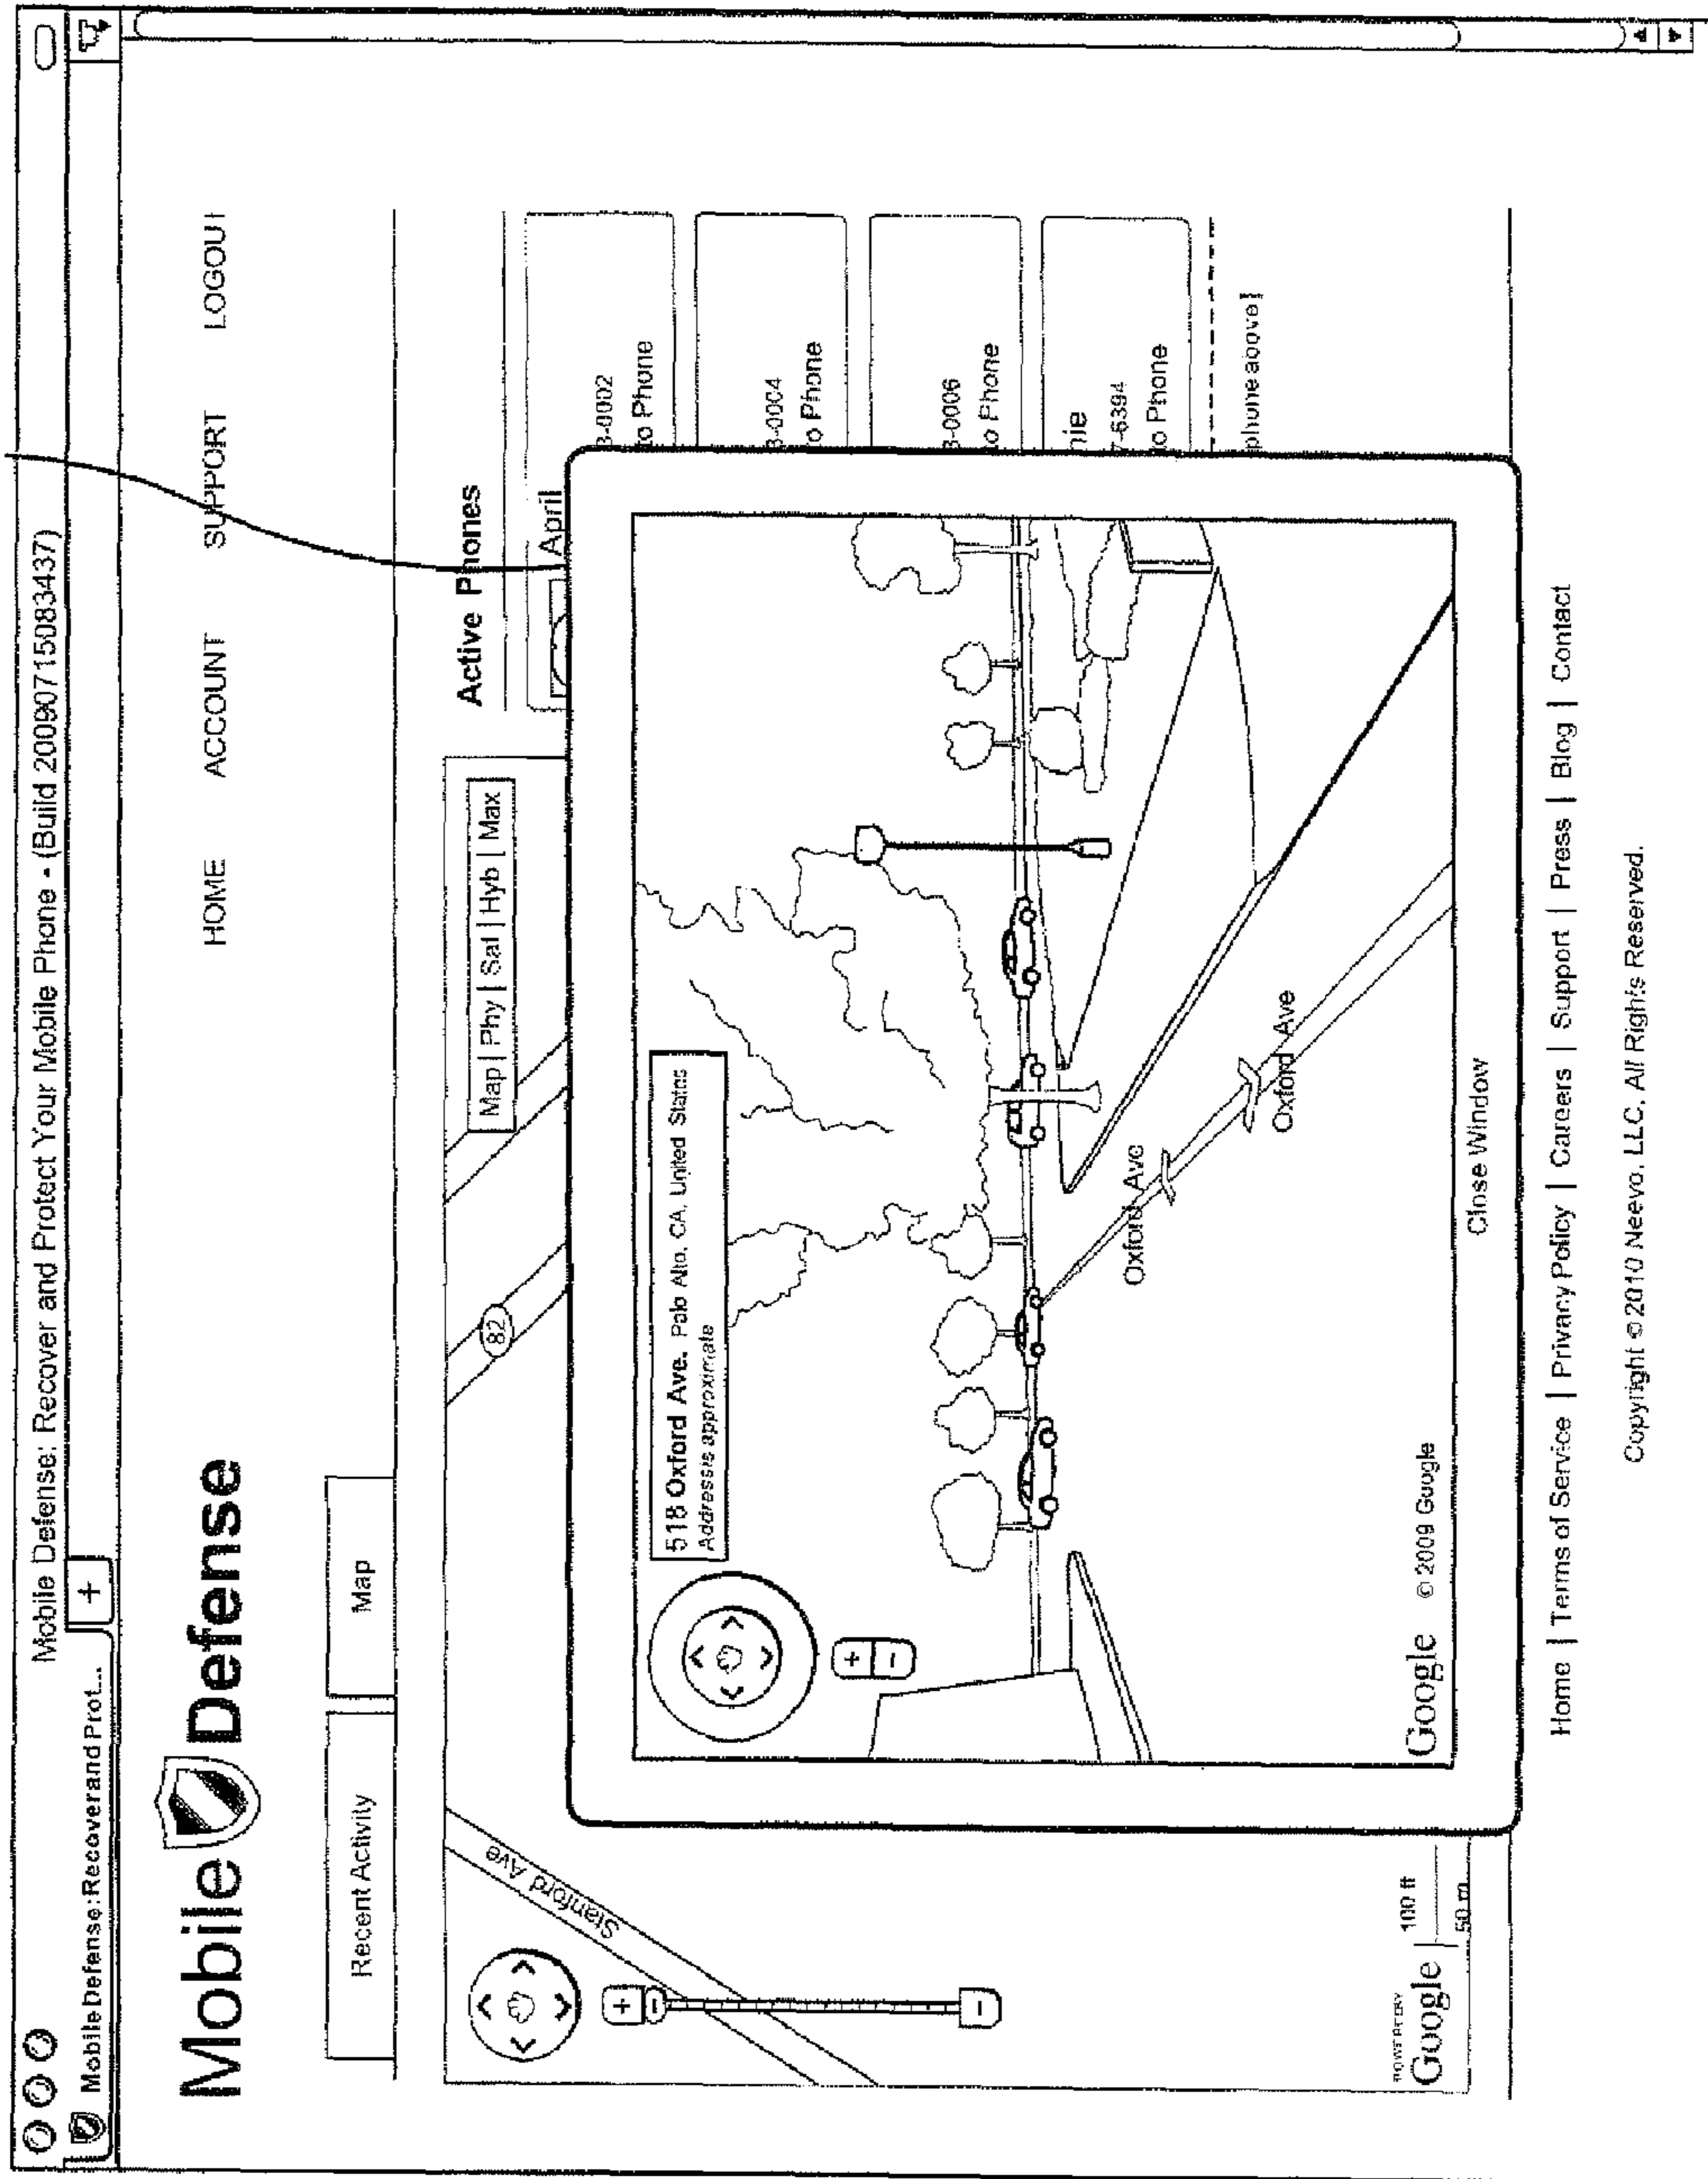 Mobile Defense: Recover and Protect Your Mobile Phone - (Build 20090715083437)
Mobile Defense: Recover and Prot...
+
Mobile Defense
HOME ACCOUNT SUPPORT LOGOUT
Recent Activity Map
Active Phones
Map | Phy | Sat | Hyb | Max
82
Stanford Ave
April
3-0002
to Phone
3-0004
o Phone
3-0006
to Phone
nie
7-6394
to Phone
phone above]
518 Oxford Ave. Palo Alto, CA, United States
Address is approximate
+
-
Oxford Ave
Oxford Ave
Google © 2009 Google
Close Window
+
-
-
POWERED BY
Google
100 ft
50 m
Home | Terms of Service | Privacy Policy | Careers | Support | Press | Blog | Contact
Copyright © 2010 Neevo, LLC, All Rights Reserved.